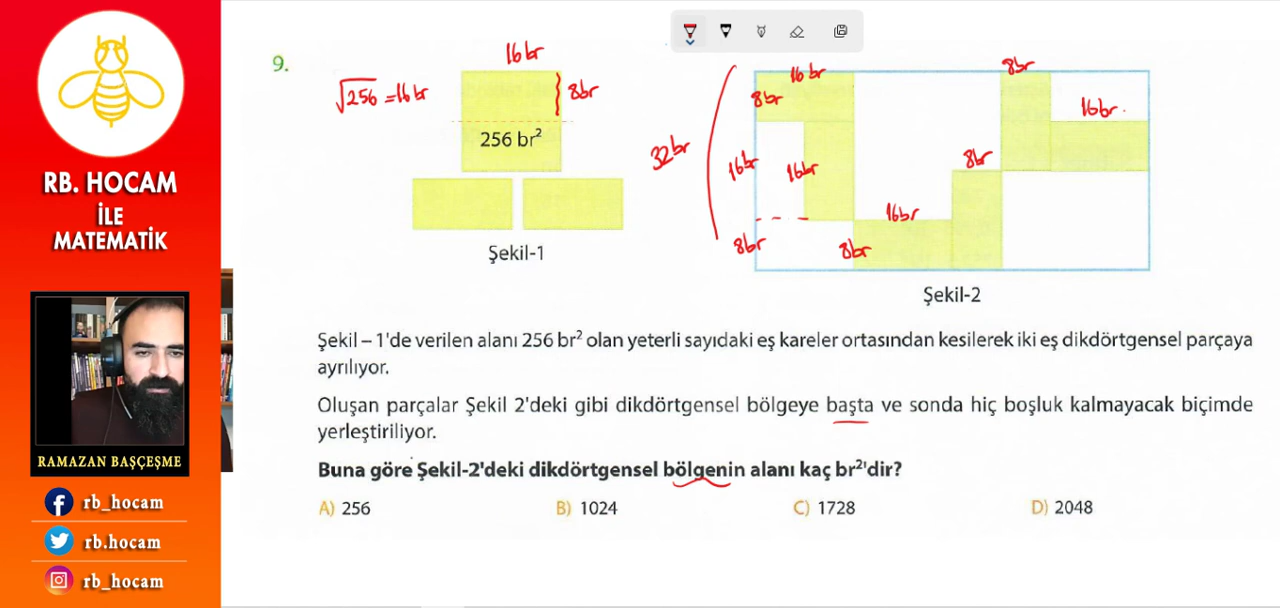 RB. HOCAM
İLE
MATEMATİK
RAMAZAN BAŞÇEŞME
rb_hocam
rb.hocam
rb_hocam
9.
√256 = 16br
16br
8br
256 br²
Şekil-1
32br
16br
8br
16br
16br
8br
8br
16br
8br
8br
16br.
Şekil-2
Şekil – 1'de verilen alanı 256 br² olan yeterli sayıdaki eş kareler ortasından kesilerek iki eş dikdörtgensel parçaya
ayrılıyor.
Oluşan parçalar Şekil 2'deki gibi dikdörtgensel bölgeye başta ve sonda hiç boşluk kalmayacak biçimde
yerleştiriliyor.
Buna göre Şekil-2'deki dikdörtgensel bölgenin alanı kaç br²'dir?
A) 256
B) 1024
C) 1728
D) 2048